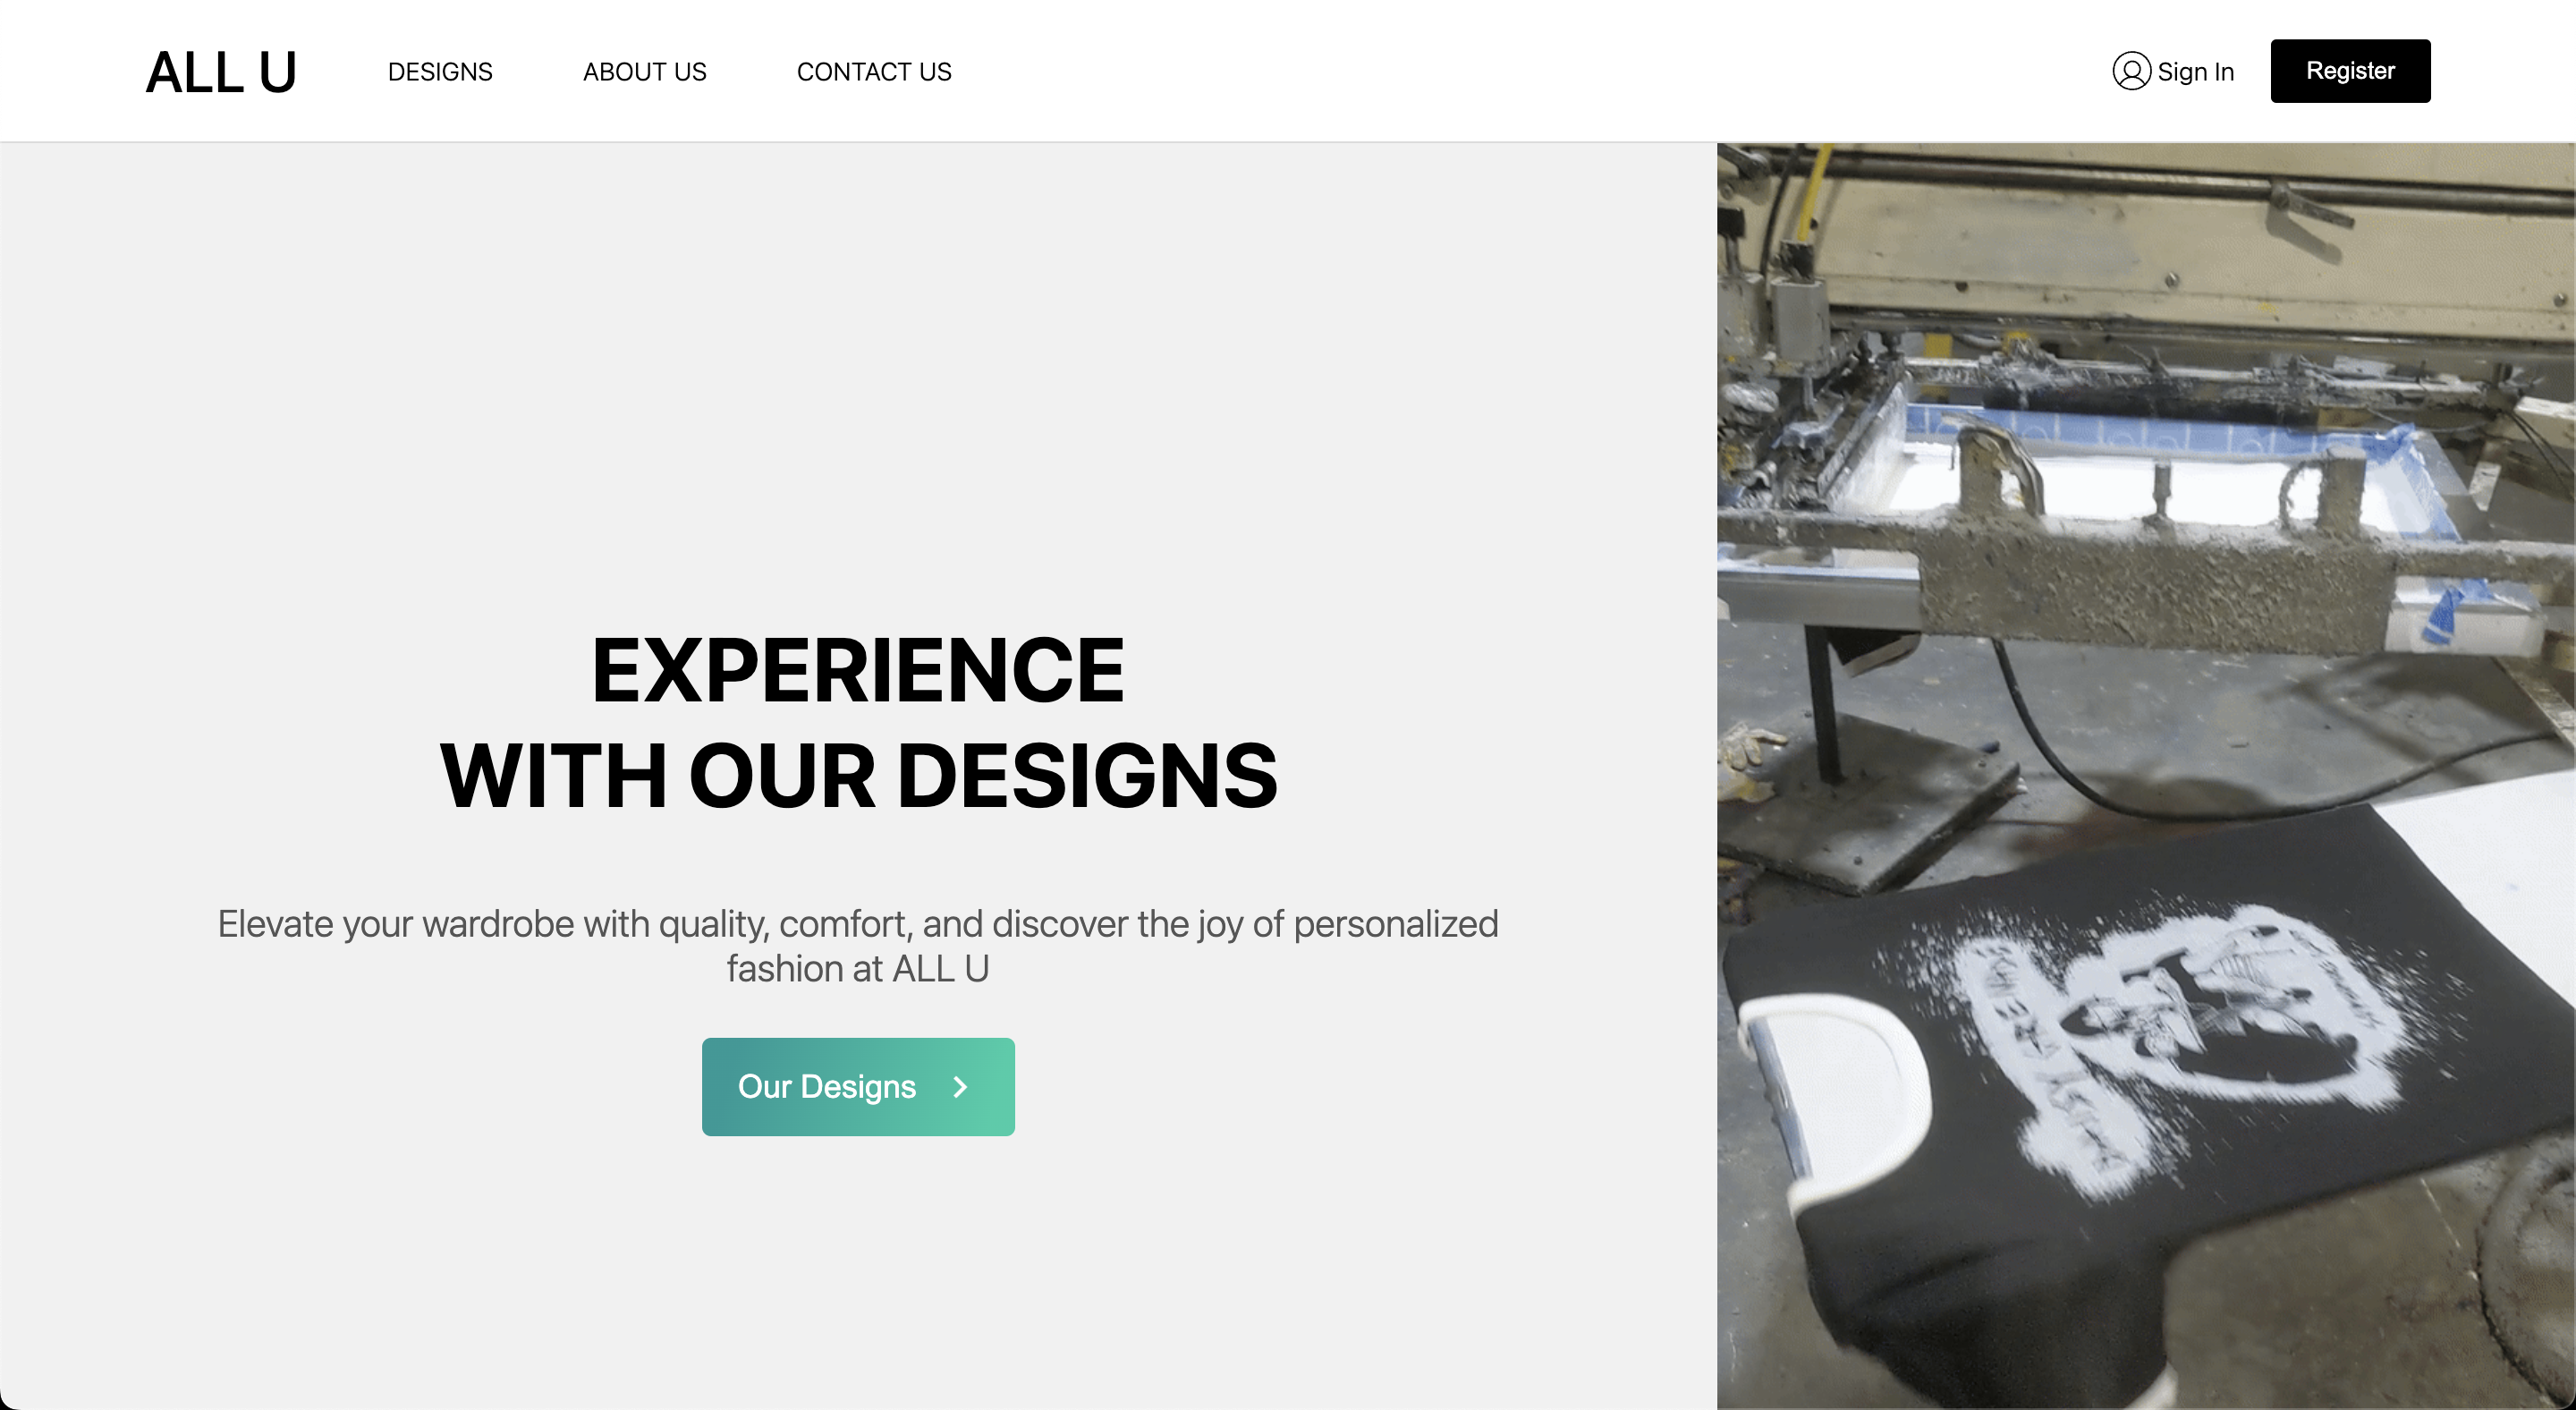 ALL U
DESIGNS
ABOUT US
CONTACT US
Sign In
Register
EXPERIENCE
WITH OUR DESIGNS
Elevate your wardrobe with quality, comfort, and discover the joy of personalized
fashion at ALL U
Our Designs